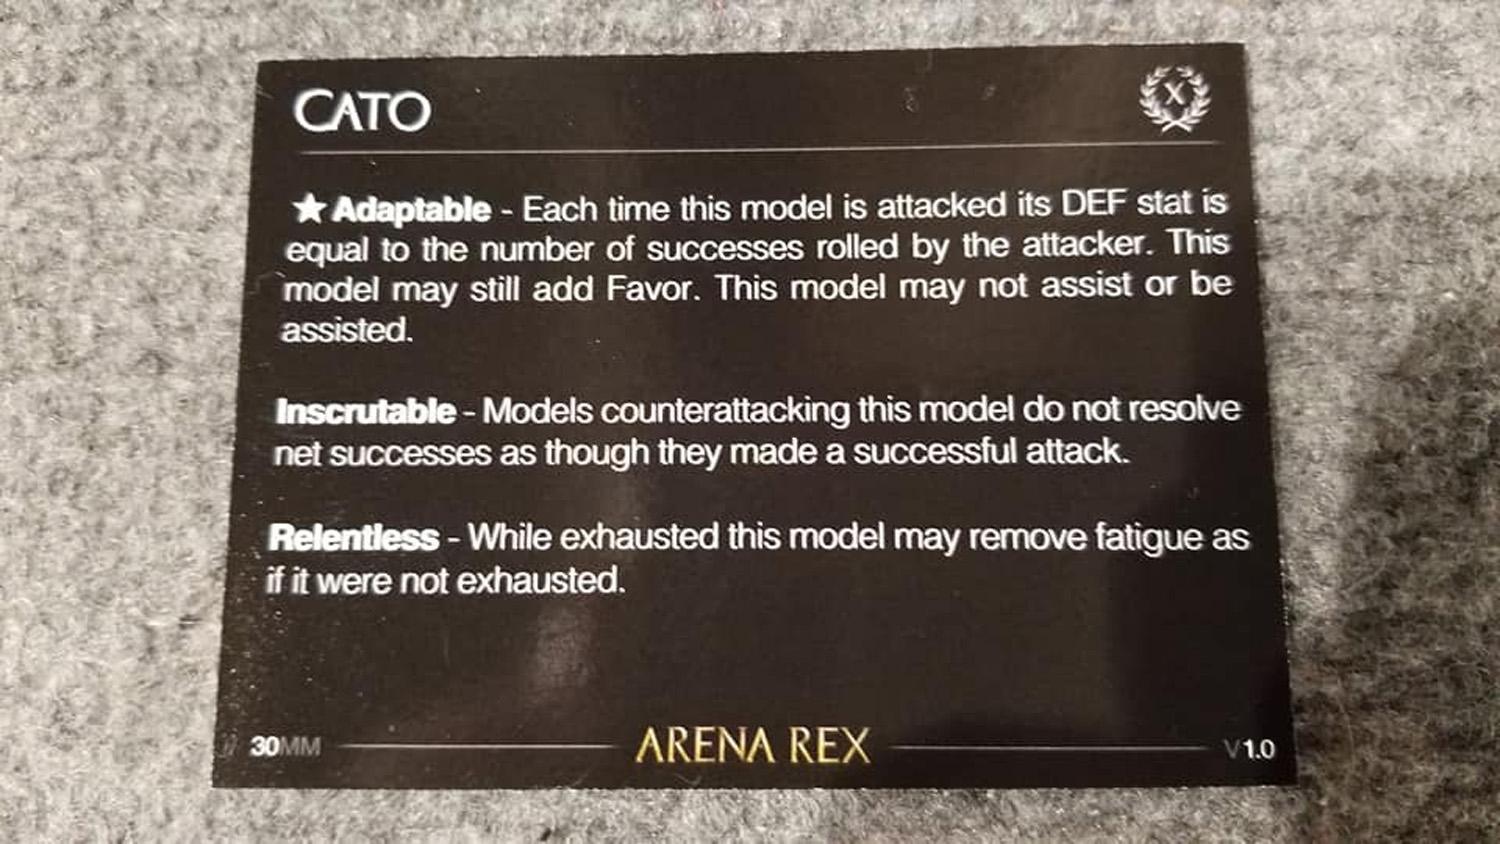 CATO
X
★ Adaptable - Each time this model is attacked its DEF stat is
equal to the number of successes rolled by the attacker. This
model may still add Favor. This model may not assist or be
assisted.
Inscrutable - Models counterattacking this model do not resolve
net successes as though they made a successful attack.
Relentless - While exhausted this model may remove fatigue as
if it were not exhausted.
// 30MM
ARENA REX
V 1.0